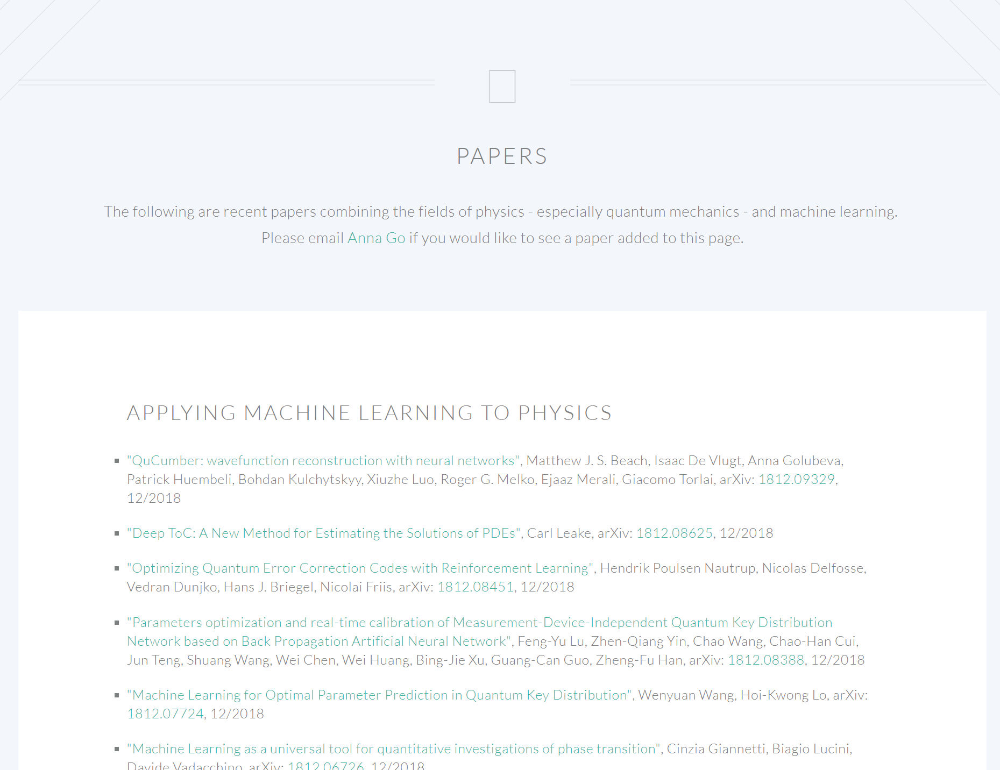 PAPERS
The following are recent papers combining the fields of physics - especially quantum mechanics - and machine learning.
Please email Anna Go if you would like to see a paper added to this page.
APPLYING MACHINE LEARNING TO PHYSICS
"QuCumber: wavefunction reconstruction with neural networks", Matthew J. S. Beach, Isaac De Vlugt, Anna Golubeva,
Patrick Huembeli, Bohdan Kulchytskyy, Xiuzhe Luo, Roger G. Melko, Ejaaz Merali, Giacomo Torlai, arXiv: 1812.09329,
12/2018
"Deep ToC: A New Method for Estimating the Solutions of PDEs", Carl Leake, arXiv: 1812.08625, 12/2018
"Optimizing Quantum Error Correction Codes with Reinforcement Learning", Hendrik Poulsen Nautrup, Nicolas Delfosse,
Vedran Dunjko, Hans J. Briegel, Nicolai Friis, arXiv: 1812.08451, 12/2018
"Parameters optimization and real-time calibration of Measurement-Device-Independent Quantum Key Distribution
Network based on Back Propagation Artificial Neural Network", Feng-Yu Lu, Zhen-Qiang Yin, Chao Wang, Chao-Han Cui,
Jun Teng, Shuang Wang, Wei Chen, Wei Huang, Bing-Jie Xu, Guang-Can Guo, Zheng-Fu Han, arXiv: 1812.08388, 12/2018
"Machine Learning for Optimal Parameter Prediction in Quantum Key Distribution", Wenyuan Wang, Hoi-Kwong Lo, arXiv:
1812.07724, 12/2018
"Machine Learning as a universal tool for quantitative investigations of phase transition", Cinzia Giannetti, Biagio Lucini,
Davide Vadacchino, arXiv: 1812.06726, 12/2018